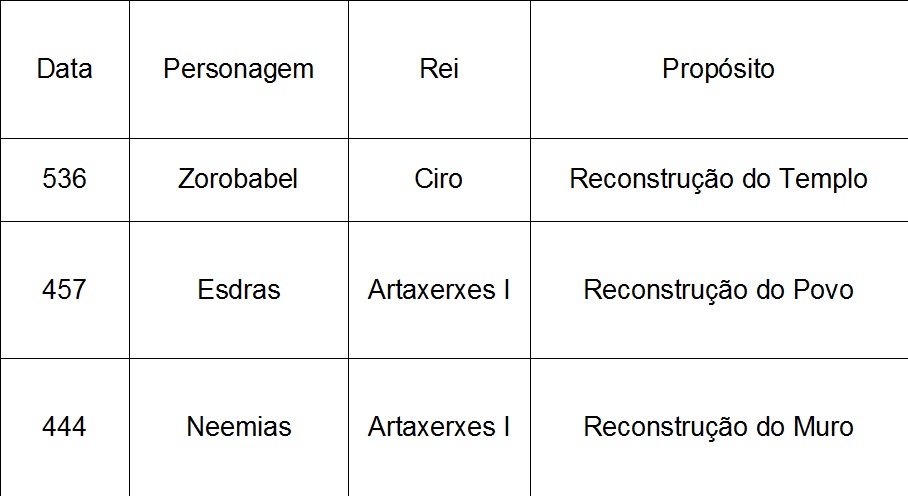 Data Personagem Rei Propósito
536 Zorobabel Ciro Reconstrução do Templo
457 Esdras Artaxerxes I Reconstrução do Povo
444 Neemias Artaxerxes I Reconstrução do Muro